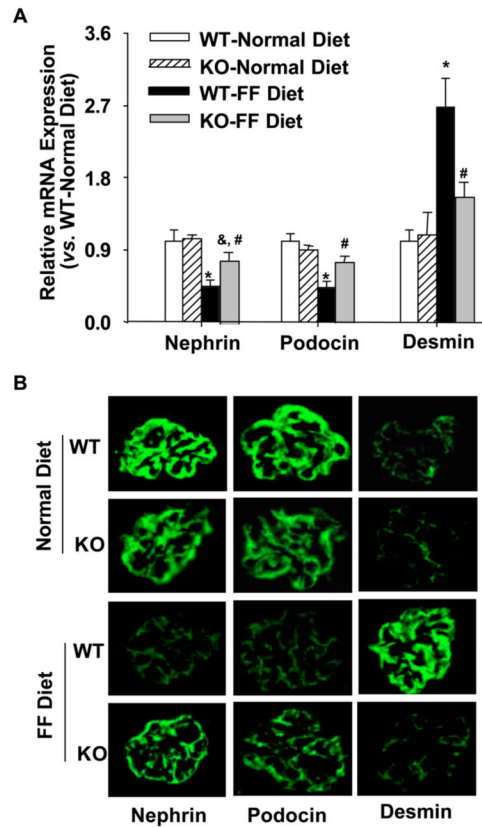 A
3.6
2.7
1.8
0.9
0.0
Relative mRNA Expression
(vs. WT-Normal Diet)
WT-Normal Diet
KO-Normal Diet
WT-FF Diet
KO-FF Diet
*
&, #
*
#
*
#
Nephrin Podocin Desmin
B
Normal Diet
WT
KO
FF Diet
WT
KO
Nephrin Podocin Desmin